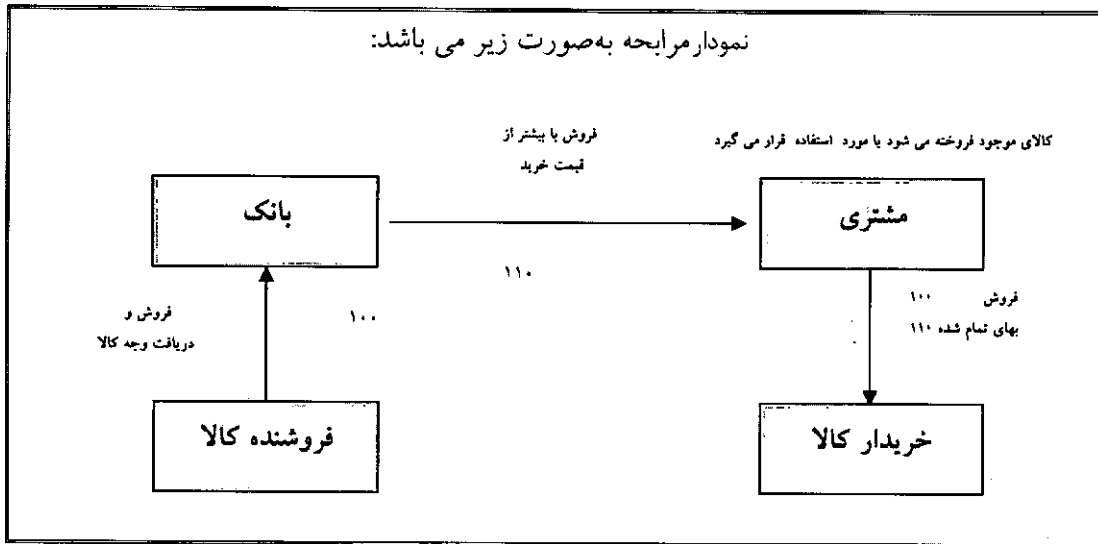 نمودار مرابحه به‌صورت زیر می باشد:
کالای موجود فروخته می شود یا مورد استفاده قرار می گیرد
فروش با بیشتر از
قیمت خرید
مشتری
بانک
۱۱۰
فروش ۱۰۰
بهای تمام شده ۱۱۰
۱۰۰
فروش و
دریافت وجه کالا
خریدار کالا
فروشنده کالا